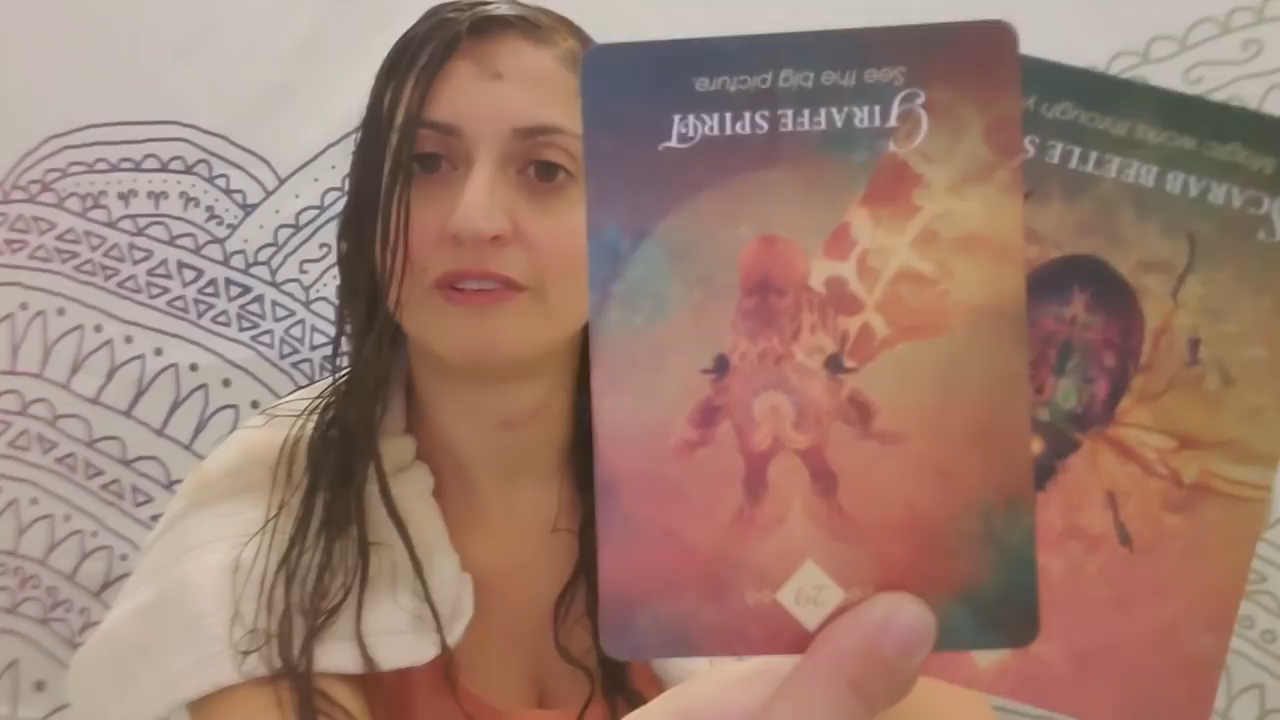 29
GIRAFFE SPIRIT
See the big picture.
SCARAB BEETLE S
Magic works through y